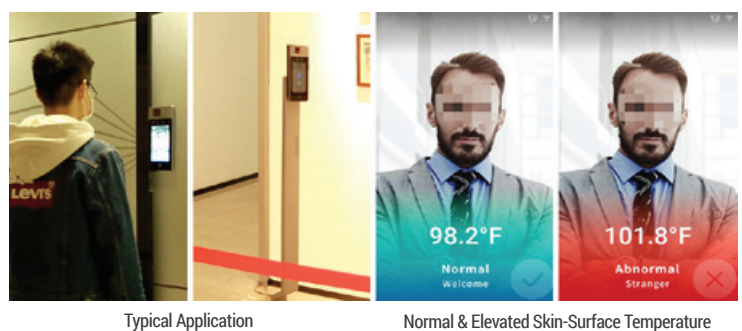 LEVI'S
98.2°F
Normal
Welcome
101.8°F
Abnormal
Stranger
Typical Application
Normal & Elevated Skin-Surface Temperature